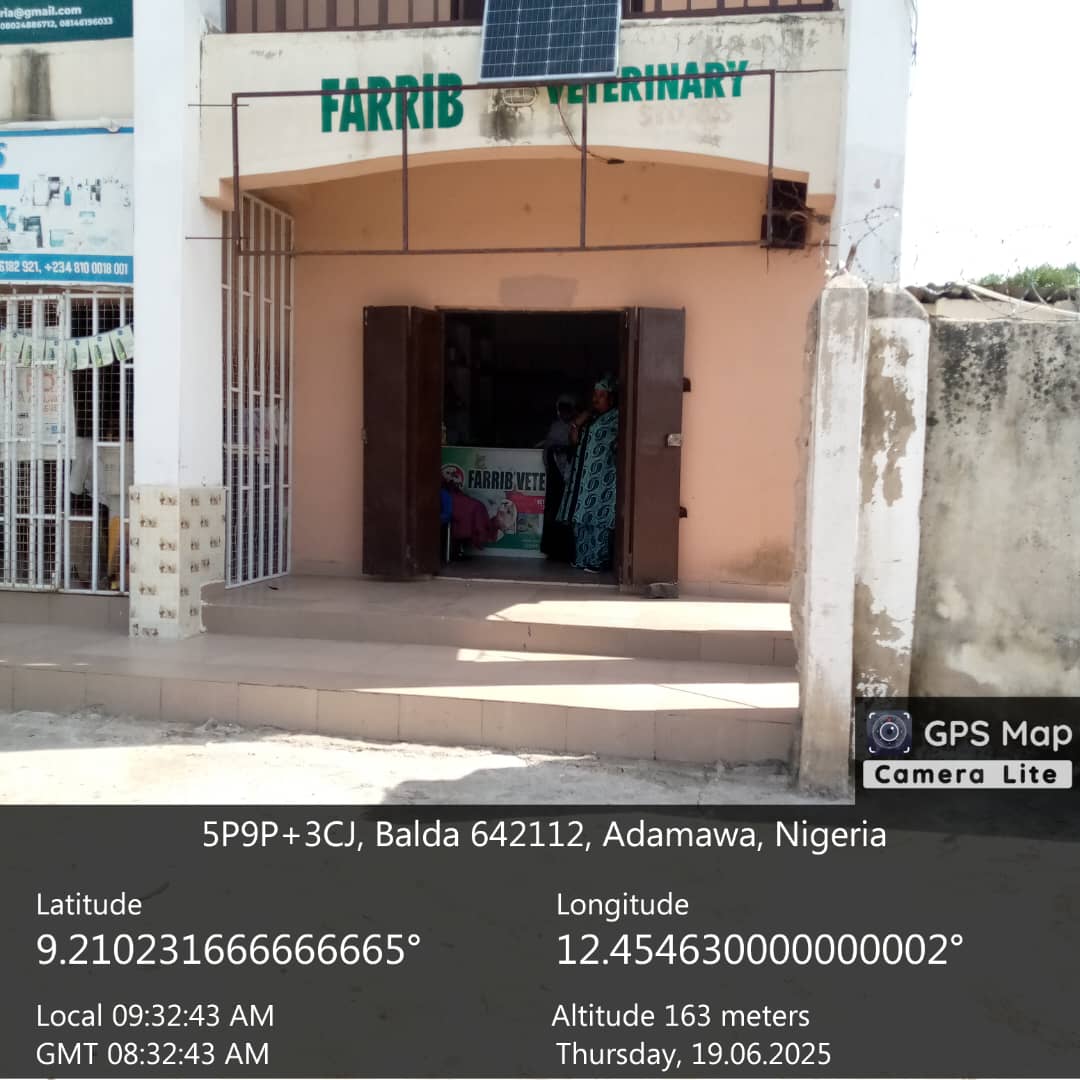 ria@gmail.com
08024886712, 08146196033
FARRIB VETERINARY
STORES
S
6182 921, +234 810 0018 001
FARRIB VETE
GPS Map
Camera Lite
5P9P+3CJ, Balda 642112, Adamawa, Nigeria
Latitude
9.210231666666665°
Longitude
12.454630000000002°
Local 09:32:43 AM
GMT 08:32:43 AM
Altitude 163 meters
Thursday, 19.06.2025